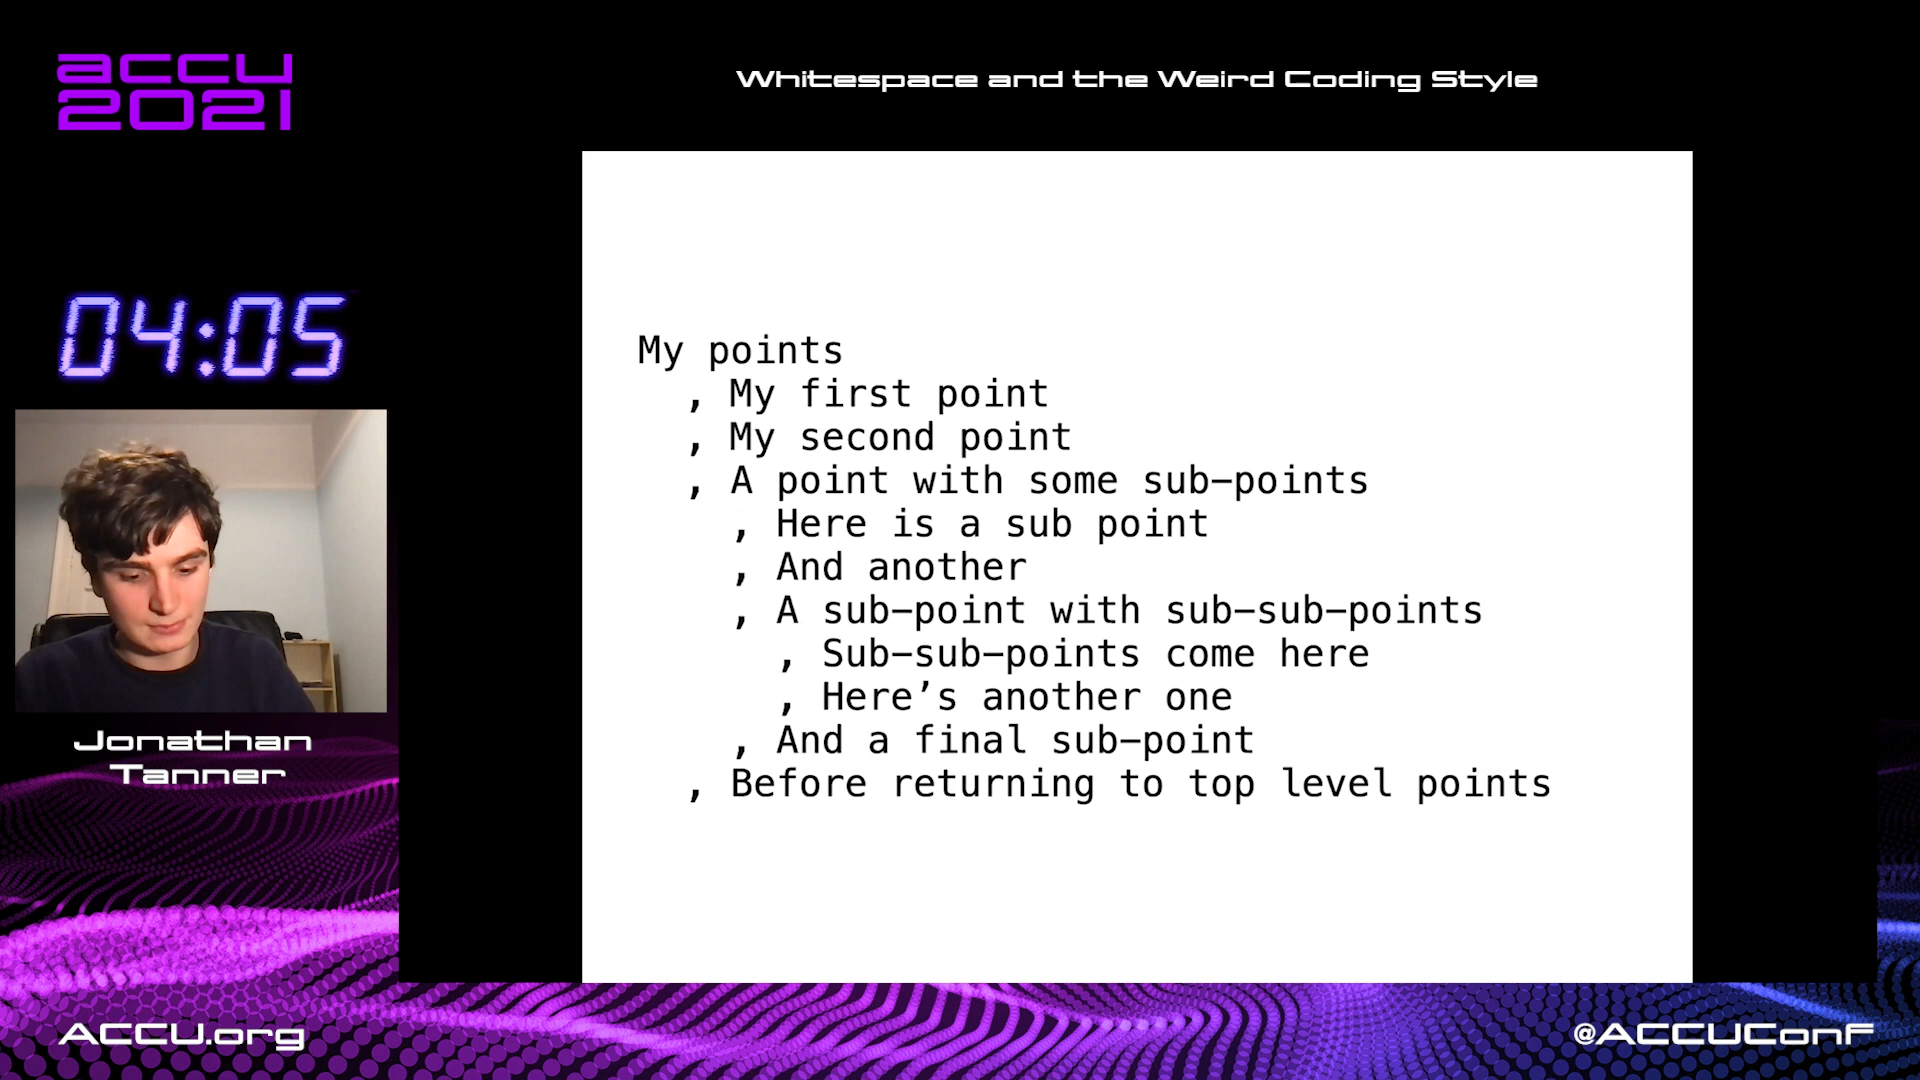 accu
2021
Whitespace and the Weird Coding Style
04:05
My points
, My first point
, My second point
, A point with some sub-points
, Here is a sub point
, And another
, A sub-point with sub-sub-points
, Sub-sub-points come here
, Here’s another one
, And a final sub-point
, Before returning to top level points
Jonathan
Tanner
ACCU.org
@ACCUConf